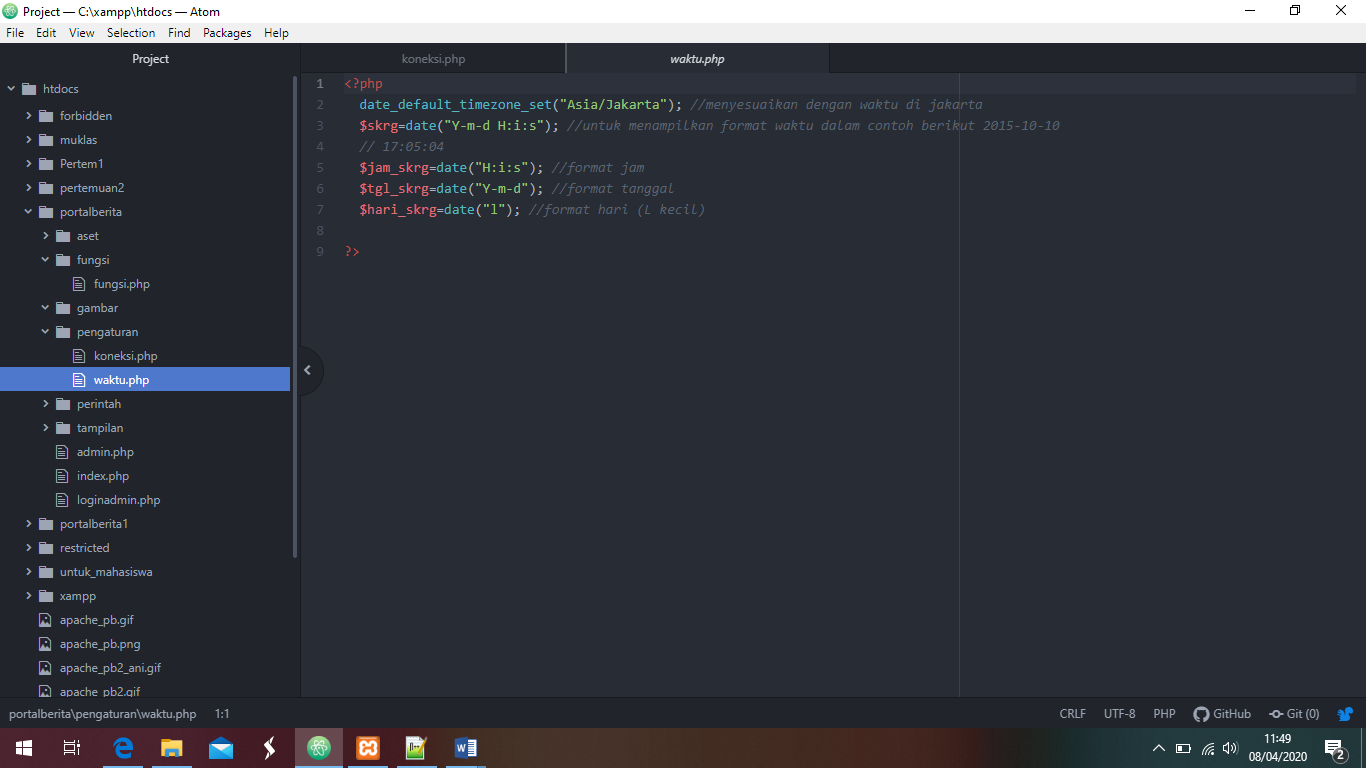 Project — C:\xampp\htdocs — Atom
File Edit View Selection Find Packages Help
Project
htdocs
forbidden
muklas
Pertem1
pertemuan2
portalberita
aset
fungsi
fungsi.php
gambar
pengaturan
koneksi.php
waktu.php
perintah
tampilan
admin.php
index.php
loginadmin.php
portalberita1
restricted
untuk_mahasiswa
xampp
apache_pb.gif
apache_pb.png
apache_pb2_ani.gif
apache_pb2.gif
koneksi.php waktu.php
1 <?php
2 date_default_timezone_set("Asia/Jakarta"); //menyesuaikan dengan waktu di jakarta
3 $skrg=date("Y-m-d H:i:s"); //untuk menampilkan format waktu dalam contoh berikut 2015-10-10
4 // 17:05:04
5 $jam_skrg=date("H:i:s"); //format jam
6 $tgl_skrg=date("Y-m-d"); //format tanggal
7 $hari_skrg=date("l"); //format hari (L kecil)
8
9 ?>
portalberita\pengaturan\waktu.php 1:1 CRLF UTF-8 PHP GitHub Git (0)
11:49
08/04/2020
2